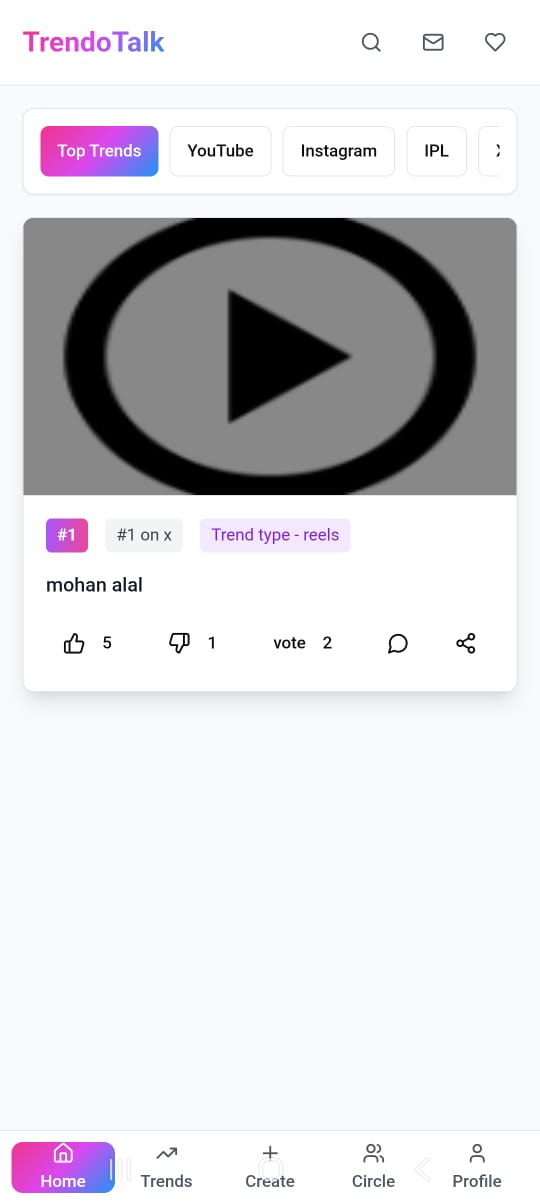 TrendoTalk
Top Trends YouTube Instagram IPL
#1 #1 on x Trend type - reels
mohan alal
5 1 vote 2
Home Trends Create Circle Profile